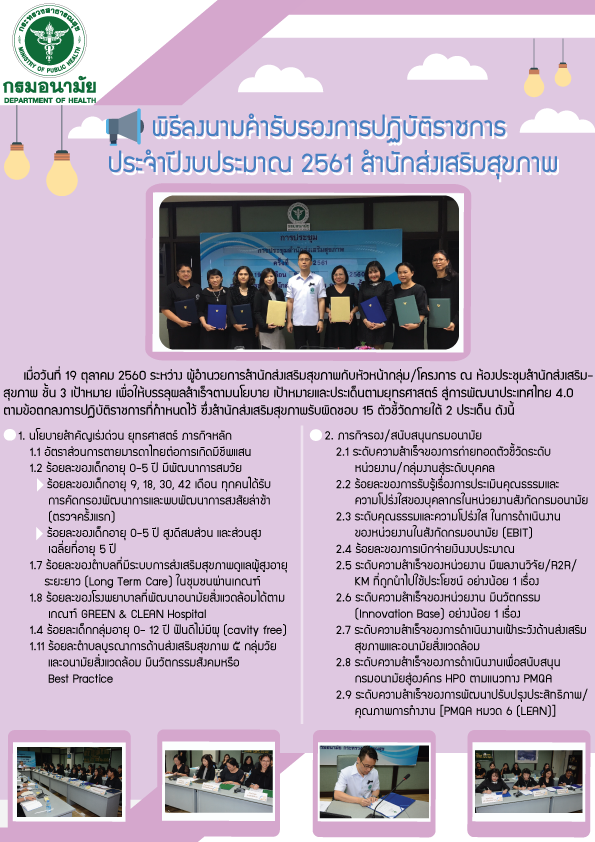 กระทรวงสาธารณสุข
MINISTRY OF PUBLIC HEALTH
กรมอนามัย
DEPARTMENT OF HEALTH
พิธีลงนามคำรับรองการปฏิบัติราชการ
ประจำปีงบประมาณ 2561 สำนักส่งเสริมสุขภาพ
การประชุม
การประชุมสำนักส่งเสริมสุขภาพ
เมื่อวันที่ 19 ตุลาคม 2560 ระหว่าง ผู้อำนวยการสำนักส่งเสริมสุขภาพกับหัวหน้ากลุ่ม/โครงการ ณ ห้องประชุมสำนักส่งเสริม-
สุขภาพ ชั้น 3 เป้าหมาย เพื่อให้บรรลุผลสำเร็จตามนโยบาย เป้าหมายและประเด็นตามยุทธศาสตร์ สู่การพัฒนาประเทศไทย 4.0
ตามข้อตกลงการปฏิบัติราชการที่กำหนดไว้ ซึ่งสำนักส่งเสริมสุขภาพรับผิดชอบ 15 ตัวชี้วัดภายใต้ 2 ประเด็น ดังนี้
1. นโยบายสำคัญเร่งด่วน ยุทธศาสตร์ ภารกิจหลัก
1.1 อัตราส่วนการตายมารดาไทยต่อการเกิดมีชีพแสน
1.2 ร้อยละของเด็กอายุ 0-5 ปี มีพัฒนาการสมวัย
ร้อยละของเด็กอายุ 9, 18, 30, 42 เดือน ทุกคนได้รับ
การคัดกรองพัฒนาการและพบพัฒนาการสงสัยล่าช้า
(ตรวจครั้งแรก)
ร้อยละของเด็กอายุ 0-5 ปี สูงดีสมส่วน และส่วนสูง
เฉลี่ยที่อายุ 5 ปี
1.7 ร้อยละของตำบลที่มีระบบการส่งเสริมสุขภาพดูแลผู้สูงอายุ
ระยะยาว (Long Term Care) ในชุมชนผ่านเกณฑ์
1.8 ร้อยละของโรงพยาบาลที่พัฒนาอนามัยสิ่งแวดล้อมได้ตาม
เกณฑ์ GREEN & CLEAN Hospital
1.4 ร้อยละเด็กกลุ่มอายุ 0- 12 ปี ฟันดีไม่มีผุ (cavity free)
1.11 ร้อยละตำบลบูรณาการด้านส่งเสริมสุขภาพ ๕ กลุ่มวัย
และอนามัยสิ่งแวดล้อม มีนวัตกรรมสังคมหรือ
Best Practice
2. ภารกิจรอง/สนับสนุนกรมอนามัย
2.1 ระดับความสำเร็จของการถ่ายทอดตัวชี้วัดระดับ
หน่วยงาน/กลุ่มงานสู่ระดับบุคคล
2.2 ร้อยละของการรับรู้เรื่องการประเมินคุณธรรมและ
ความโปร่งใสของบุคลากรในหน่วยงานสังกัดกรมอนามัย
2.3 ระดับคุณธรรมและความโปร่งใส ในการดำเนินงาน
ของหน่วยงานในสังกัดกรมอนามัย (EBIT)
2.4 ร้อยละของการเบิกจ่ายเงินงบประมาณ
2.5 ระดับความสำเร็จของหน่วยงาน มีผลงานวิจัย/R2R/
KM ที่ถูกนำไปใช้ประโยชน์ อย่างน้อย 1 เรื่อง
2.6 ระดับความสำเร็จของหน่วยงาน มีนวัตกรรม
(Innovation Base) อย่างน้อย 1 เรื่อง
2.7 ระดับความสำเร็จของการดำเนินงานเฝ้าระวังด้านส่งเสริม
สุขภาพและอนามัยสิ่งแวดล้อม
2.8 ระดับความสำเร็จของการดำเนินงานเพื่อสนับสนุน
กรมอนามัยสู่องค์กร HPO ตามแนวทาง PMQA
2.9 ระดับความสำเร็จของการพัฒนาปรับปรุงประสิทธิภาพ/
คุณภาพการทำงาน [PMQA หมวด 6 (LEAN)]